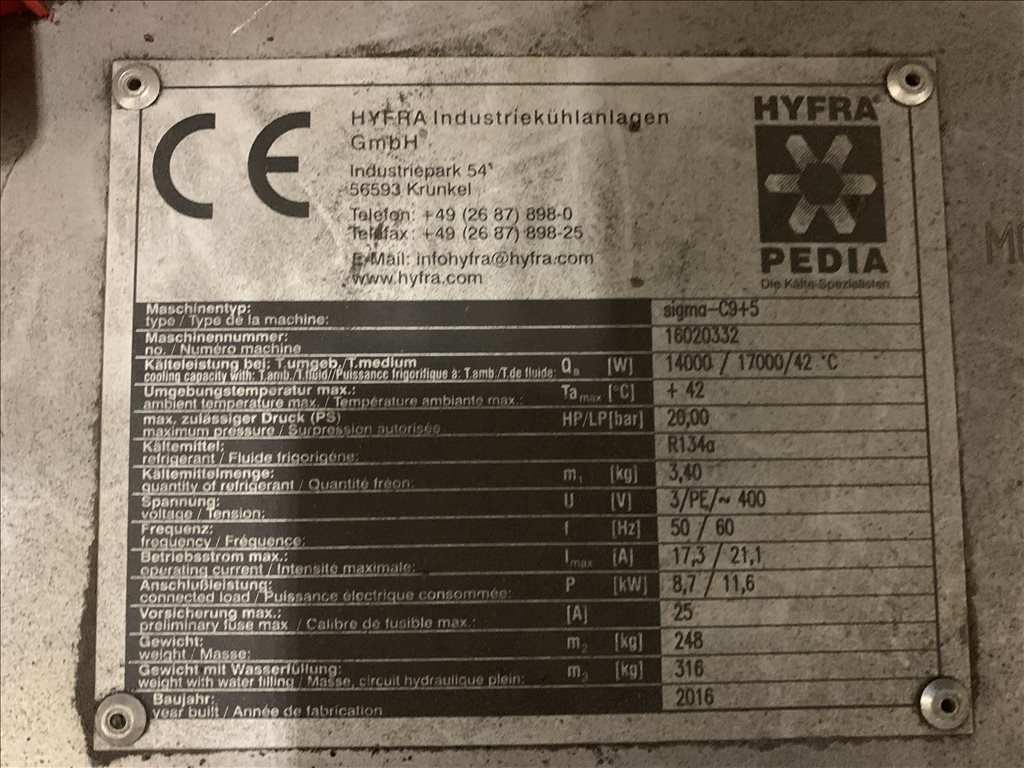 CE
HYFRA Industriekühlanlagen
GmbH
Industriepark 54
56593 Krunkel
Telefon: +49 (26 87) 898-0
Telefax: +49 (26 87) 898-25
E-Mail: infohyfra@hyfra.com
www.hyfra.com
HYFRA®
PEDIA
Die Kälte-Spezialisten
Maschinentyp:
type / Type de la machine: sigma-C9+5
Maschinennummer:
no. / Numéro machine 16020332
Kälteleistung bei: T.umgeb./T.medium
cooling capacity with: T.amb./T.fluid//Puissance frigorifique à: T.amb./T.de fluide: [W] 14000 / 17000/42 °C
Umgebungstemperatur max.:
ambient temperature max. / Température ambiante max.: Ta max [°C] + 42
max. zulässiger Druck (PS)
maximum pressure / Surpression autorisée HP/LP[bar] 20,00
Kältemittel:
refrigerant / Fluide frigorigène: R134a
Kältemittelmenge:
quantity of refrigerant / Quantité fréon: m₁ [kg] 3,40
Spannung:
voltage / Tension: U [V] 3/PE/~ 400
Frequenz:
frequency / Fréquence: f [Hz] 50 / 60
Betriebsstrom max.:
operating current / Intensité maximale: I max [A] 17,3 / 21,1
Anschlußleistung:
connected load / Puissance électrique consommée: P [kW] 8,7 / 11,6
Vorsicherung max.:
preliminary fuse max. / Calibre de fusible max.: [A] 25
Gewicht:
weight / Masse: m₂ [kg] 248
Gewicht mit Wasserfüllung:
weight with water filling / Masse, circuit hydraulique plein: m₃ [kg] 316
Baujahr:
year built / Année de fabrication 2016